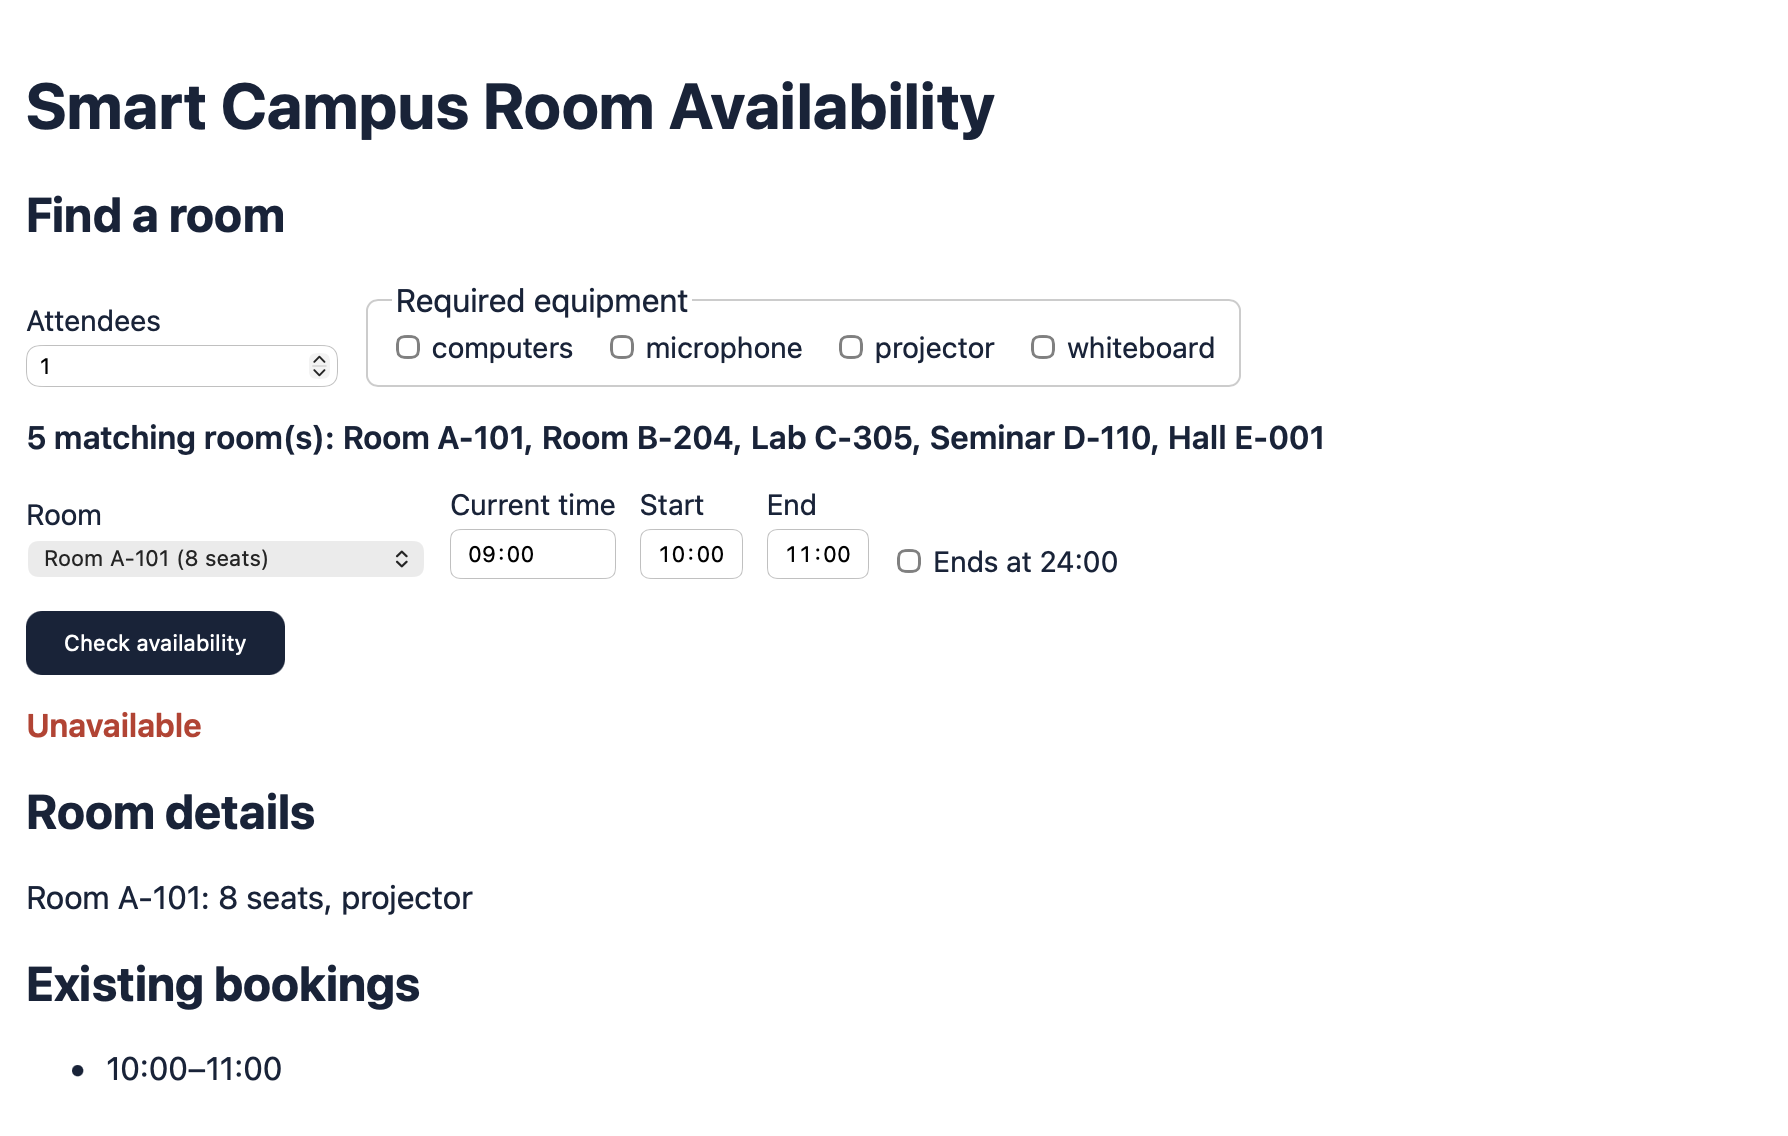 Smart Campus Room Availability
Find a room
Attendees
1
Required equipment
computers microphone projector whiteboard
5 matching room(s): Room A-101, Room B-204, Lab C-305, Seminar D-110, Hall E-001
Room
Room A-101 (8 seats)
Current time
09:00
Start
10:00
End
11:00
Ends at 24:00
Check availability
Unavailable
Room details
Room A-101: 8 seats, projector
Existing bookings
• 10:00–11:00